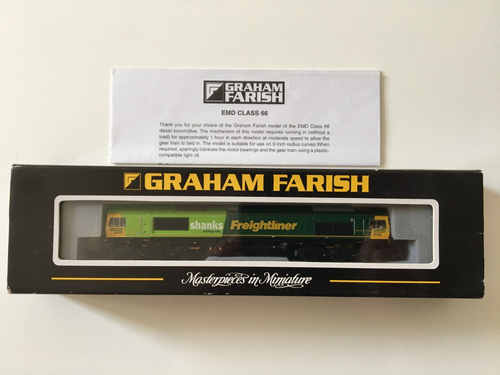 GRAHAM
FARISH
EMD CLASS 66
Thank you for your choice of the Graham Farish model of the EMD Class 66
diesel locomotive. The mechanism of this model requires running in (without a
load) for approximately 1 hour in each direction at moderate speed to allow the
gear train to bed in. The model is suitable for use on 9 inch radius curves.When
required, sparingly lubricate the motor bearings and the gear train using a plastic-
compatible light oil
GRAHAM FARISH
shanks Freightliner
Masterpieces in Miniature